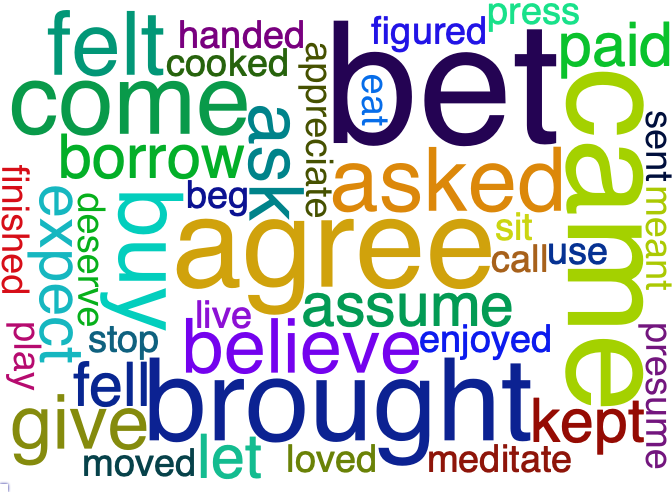 press
felt
handed
figured
paid
cooked
bet
come
eat
appreciate
came
ask
sent
borrow
asked
finished
beg
meant
expect
deserve
buy
agree
sit
call
use
live
assume
play
stop
believe
enjoyed
presume
fell
brought
give
kept
moved
let
loved
meditate